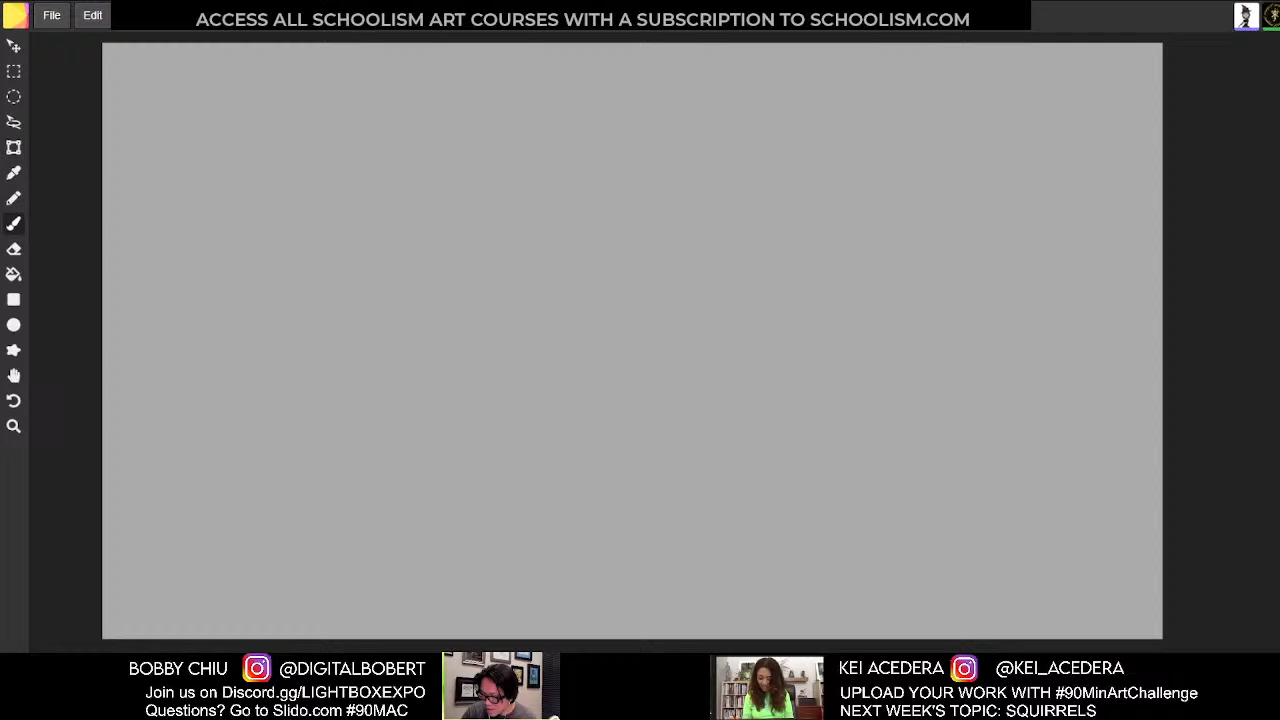 File
Edit
ACCESS ALL SCHOOLISM ART COURSES WITH A SUBSCRIPTION TO SCHOOLISM.COM
BOBBY CHIU @DIGITALBOBERT
Join us on Discord.gg/LIGHTBOXEXPO
Questions? Go to Slido.com #90MAC
KEI ACEDERA @KEI_ACEDERA
UPLOAD YOUR WORK WITH #90MinArtChallenge
NEXT WEEK'S TOPIC: SQUIRRELS